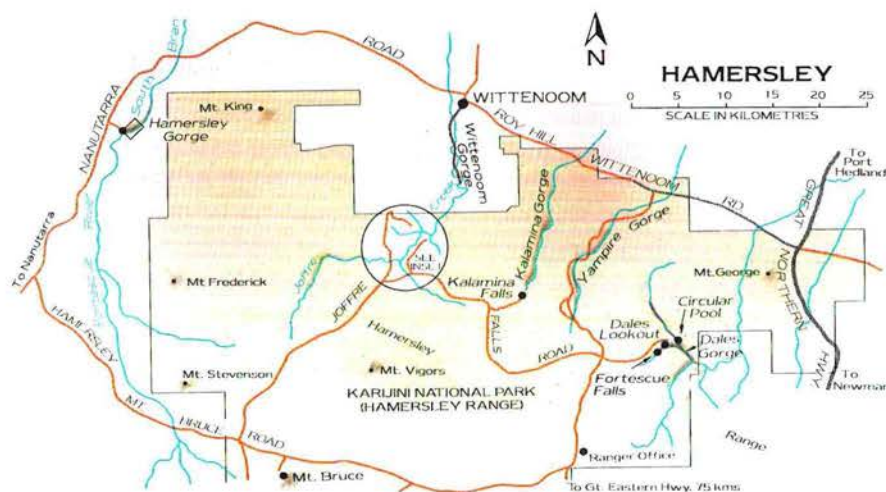 N
HAMERSLEY
0 5 10 15 20 25
SCALE IN KILOMETRES
ROAD
NANUTARRA
South Bran
Mt. King
WITTENOOM
Hamersley
Gorge
Wittenoom
Gorge
ROY HILL
WITTENOOM
RD
To
Port
Hedland
GREAT
NORTHERN
HWY
To Nanutarra
River
Creek
Kalamina Gorge
Yampire Gorge
SEE
INSET
Joffre
Mt. Frederick
JOFFRE
Kalamina
Falls
Mt. George
Circular
Pool
Dales
Lookout
Dales
Gorge
FALLS
ROAD
Fortescue
Falls
To
Newman
HAMERSLEY
MT.
BRUCE
ROAD
Hamersley
Mt. Vigors
Mt. Stevenson
KARIJINI NATIONAL PARK
(HAMERSLEY RANGE)
Range
Ranger Office
Mt. Bruce
To Gt. Eastern Hwy. 75 kms